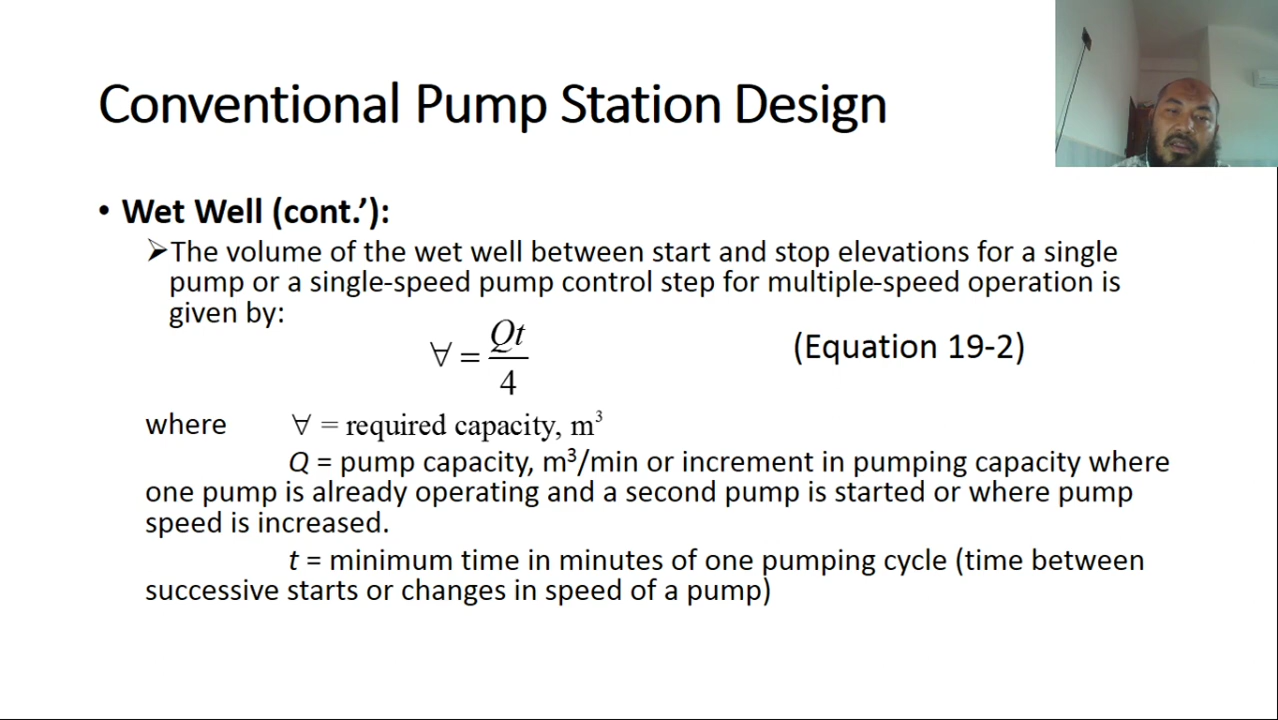 Conventional Pump Station Design
• Wet Well (cont.’):
➢The volume of the wet well between start and stop elevations for a single
pump or a single-speed pump control step for multiple-speed operation is
given by:
∀ = Qt/4 (Equation 19-2)
where ∀ = required capacity, m³
Q = pump capacity, m³/min or increment in pumping capacity where
one pump is already operating and a second pump is started or where pump
speed is increased.
t = minimum time in minutes of one pumping cycle (time between
successive starts or changes in speed of a pump)